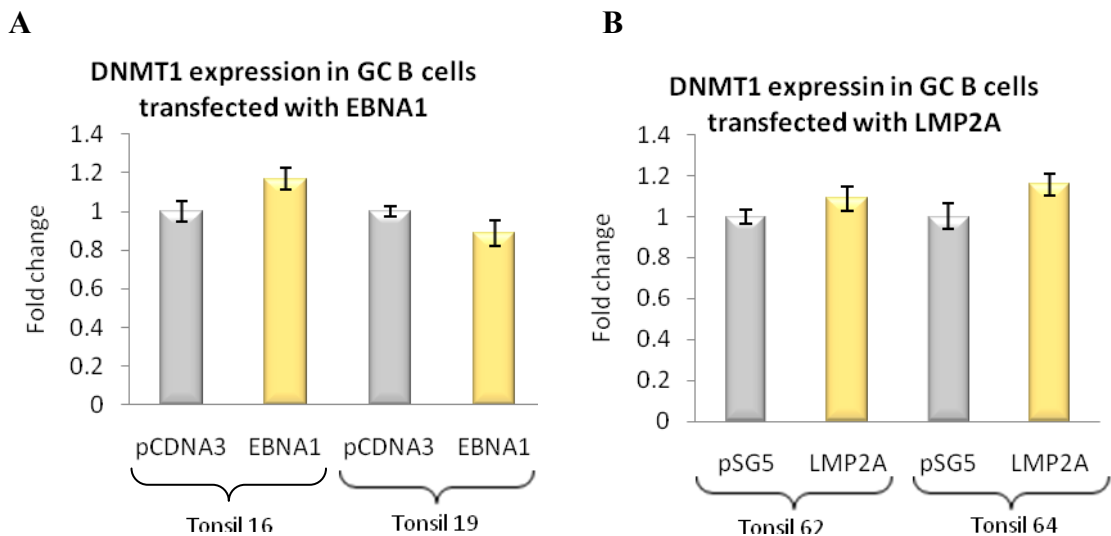 A
DNMT1 expression in GC B cells
transfected with EBNA1
Fold change
1.4
1.2
1
0.8
0.6
0.4
0.2
0
pCDNA3 EBNA1 pCDNA3 EBNA1
Tonsil 16 Tonsil 19
B
DNMT1 expressin in GC B cells
transfected with LMP2A
Fold change
1.4
1.2
1
0.8
0.6
0.4
0.2
0
pSG5 LMP2A pSG5 LMP2A
Tonsil 62 Tonsil 64